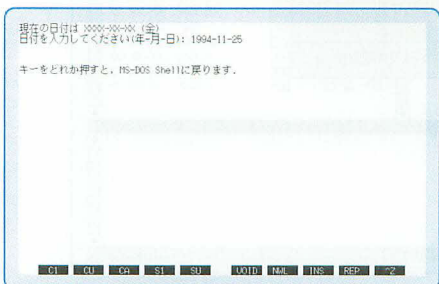 現在の日付は XXXX-XX-XX (金)
日付を入力してください(年-月-日): 1994-11-25
キーをどれか押すと, MS-DOS Shellに戻ります.
C1 CU CA S1 SU VOID NWL INS REP ^Z